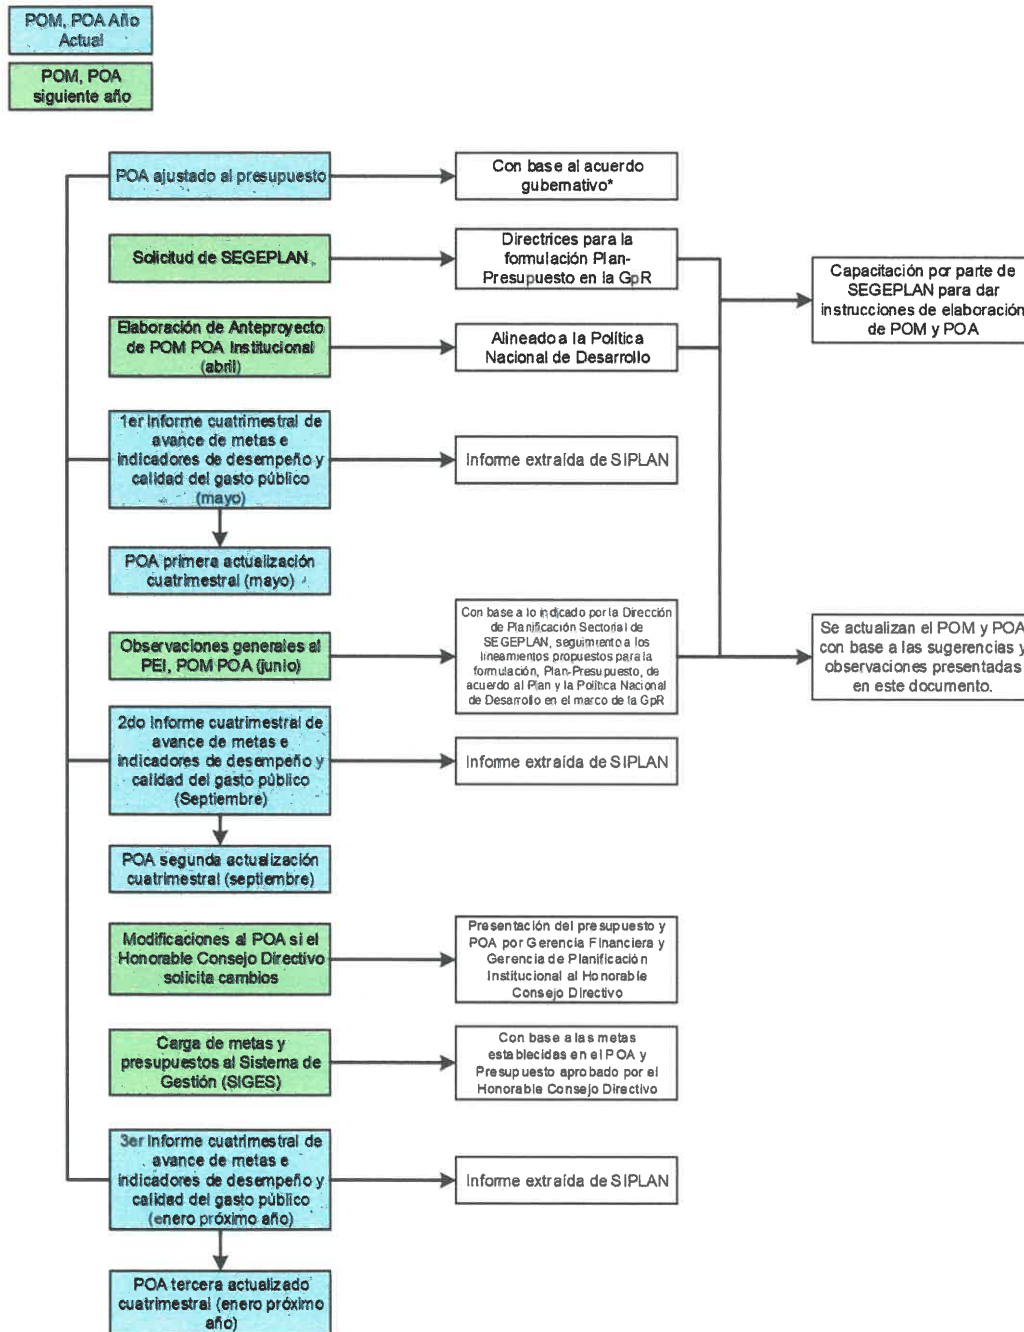 POM, POA Año
Actual
POM, POA
siguiente año
POA ajustado al presupuesto
Con base al acuerdo
gubernativo*
Solicitud de SEGEPLAN
Directrices para la
formulación Plan-
Presupuesto en la GpR
Capacitación por parte de
SEGEPLAN para dar
instrucciones de elaboración
de POM y POA
Elaboración de Anteproyecto
de POM POA Institucional
(abril)
Alineado a la Política
Nacional de Desarrollo
1er Informe cuatrimestral de
avance de metas e
indicadores de desempeño y
calidad del gasto público
(mayo)
Informe extraída de SIPLAN
POA primera actualización
cuatrimestral (mayo)
Observaciones generales al
PEI, POM POA (junio)
Con base a lo indicado por la Dirección
de Planificación Sectorial de
SEGEPLAN, seguimiento a los
lineamientos propuestos para la
formulación, Plan-Presupuesto, de
acuerdo al Plan y la Política Nacional
de Desarrollo en el marco de la GpR
Se actualizan el POM y POA
con base a las sugerencias y
observaciones presentadas
en este documento.
2do Informe cuatrimestral de
avance de metas e
indicadores de desempeño y
calidad del gasto público
(Septiembre)
Informe extraída de SIPLAN
POA segunda actualización
cuatrimestral (septiembre)
Modificaciones al POA si el
Honorable Consejo Directivo
solicita cambios
Presentación del presupuesto y
POA por Gerencia Financiera y
Gerencia de Planificación
Institucional al Honorable
Consejo Directivo
Carga de metas y
presupuestos al Sistema de
Gestión (SIGES)
Con base a las metas
establecidas en el POA y
Presupuesto aprobado por el
Honorable Consejo Directivo
3er Informe cuatrimestral de
avance de metas e
indicadores de desempeño y
calidad del gasto público
(enero próximo año)
Informe extraída de SIPLAN
POA tercera actualizado
cuatrimestral (enero próximo
año)